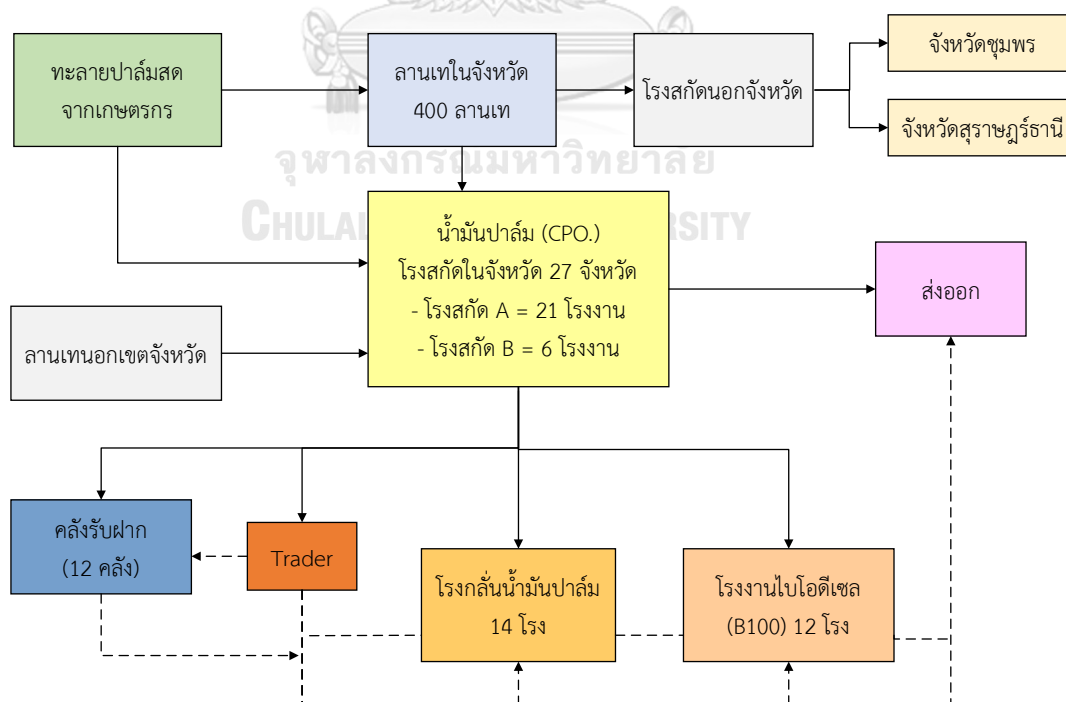 ทะลายปาล์มสด
จากเกษตรกร
ลานเทในจังหวัด
400 ลานเท
โรงสกัดนอกจังหวัด
จังหวัดชุมพร
จังหวัดสุราษฎร์ธานี
จุฬาลงกรณ์มหาวิทยาลัย
น้ำมันปาล์ม (CPO.)
โรงสกัดในจังหวัด 27 จังหวัด
- โรงสกัด A = 21 โรงงาน
- โรงสกัด B = 6 โรงงาน
ส่งออก
ลานเทนอกเขตจังหวัด
คลังรับฝาก
(12 คลัง)
Trader
โรงกลั่นน้ำมันปาล์ม
14 โรง
โรงงานไบโอดีเซล
(B100) 12 โรง